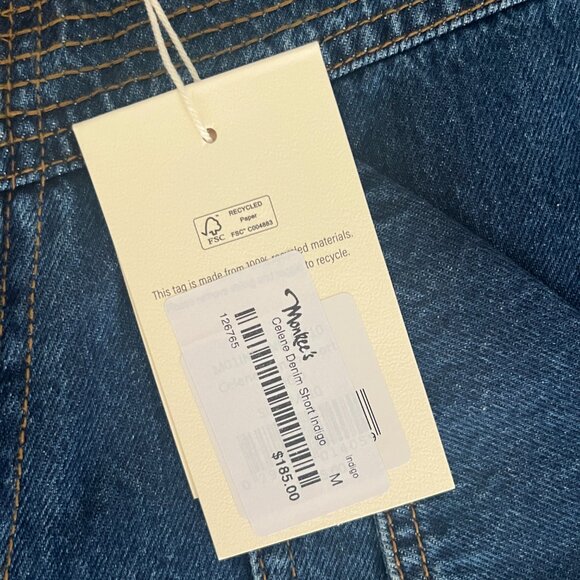 RECYCLED
Paper
FSC® C004883
FSC
This tag is made from 100% recycled materials.
to recycle.
Monkee's
Celene Denim Short Indigo
Indigo
M
126765
$185.00